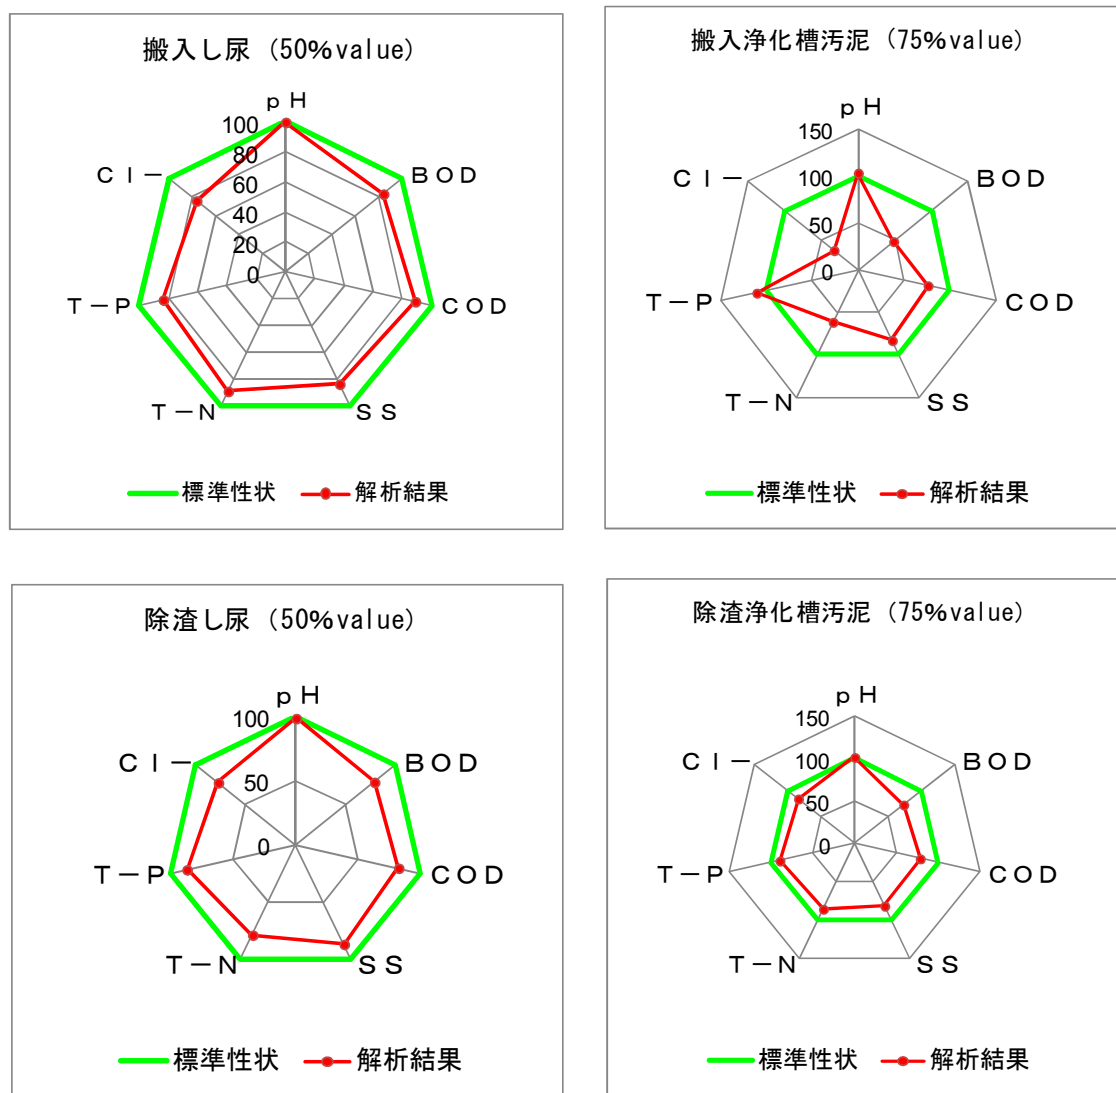 搬入し尿 (50%value)
pH
100
80
60
40
20
0
BOD
COD
SS
T-N
T-P
Cl-
標準性状
解析結果
搬入浄化槽汚泥 (75%value)
pH
150
100
50
0
BOD
COD
SS
T-N
T-P
Cl-
標準性状
解析結果
除渣し尿 (50%value)
pH
100
50
0
BOD
COD
SS
T-N
T-P
Cl-
標準性状
解析結果
除渣浄化槽汚泥 (75%value)
pH
150
100
50
0
BOD
COD
SS
T-N
T-P
Cl-
標準性状
解析結果